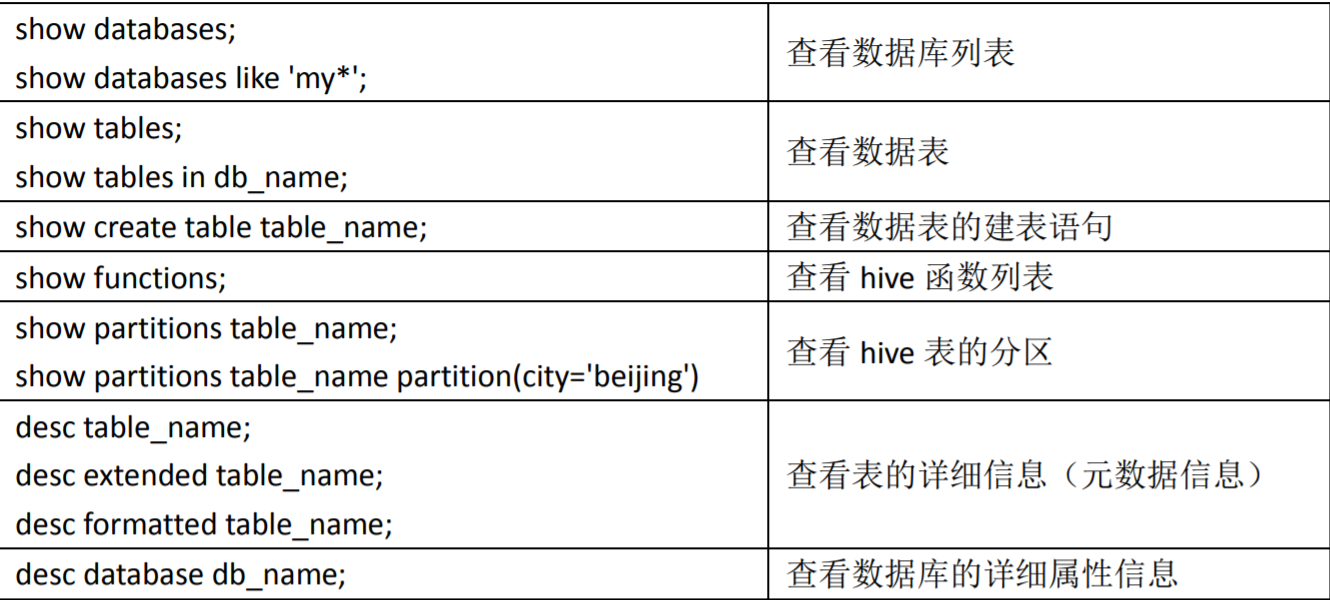 show databases;
show databases like 'my*';
查看数据库列表
show tables;
show tables in db_name;
查看数据表
show create table table_name;
查看数据表的建表语句
show functions;
查看 hive 函数列表
show partitions table_name;
show partitions table_name partition(city='beijing')
查看 hive 表的分区
desc table_name;
desc extended table_name;
desc formatted table_name;
查看表的详细信息（元数据信息）
desc database db_name;
查看数据库的详细属性信息